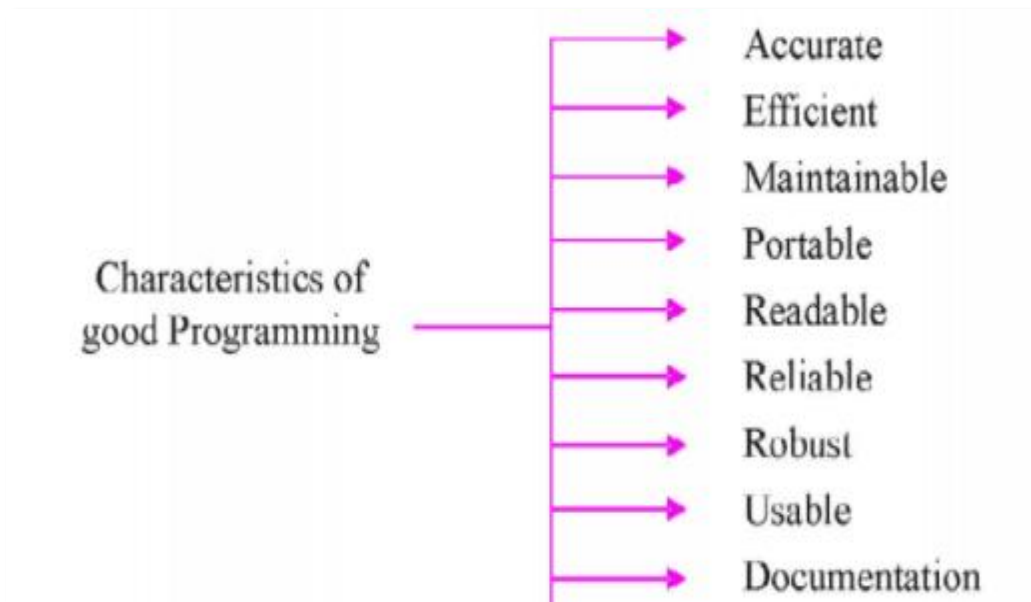 Characteristics of
good Programming
Accurate
Efficient
Maintainable
Portable
Readable
Reliable
Robust
Usable
Documentation